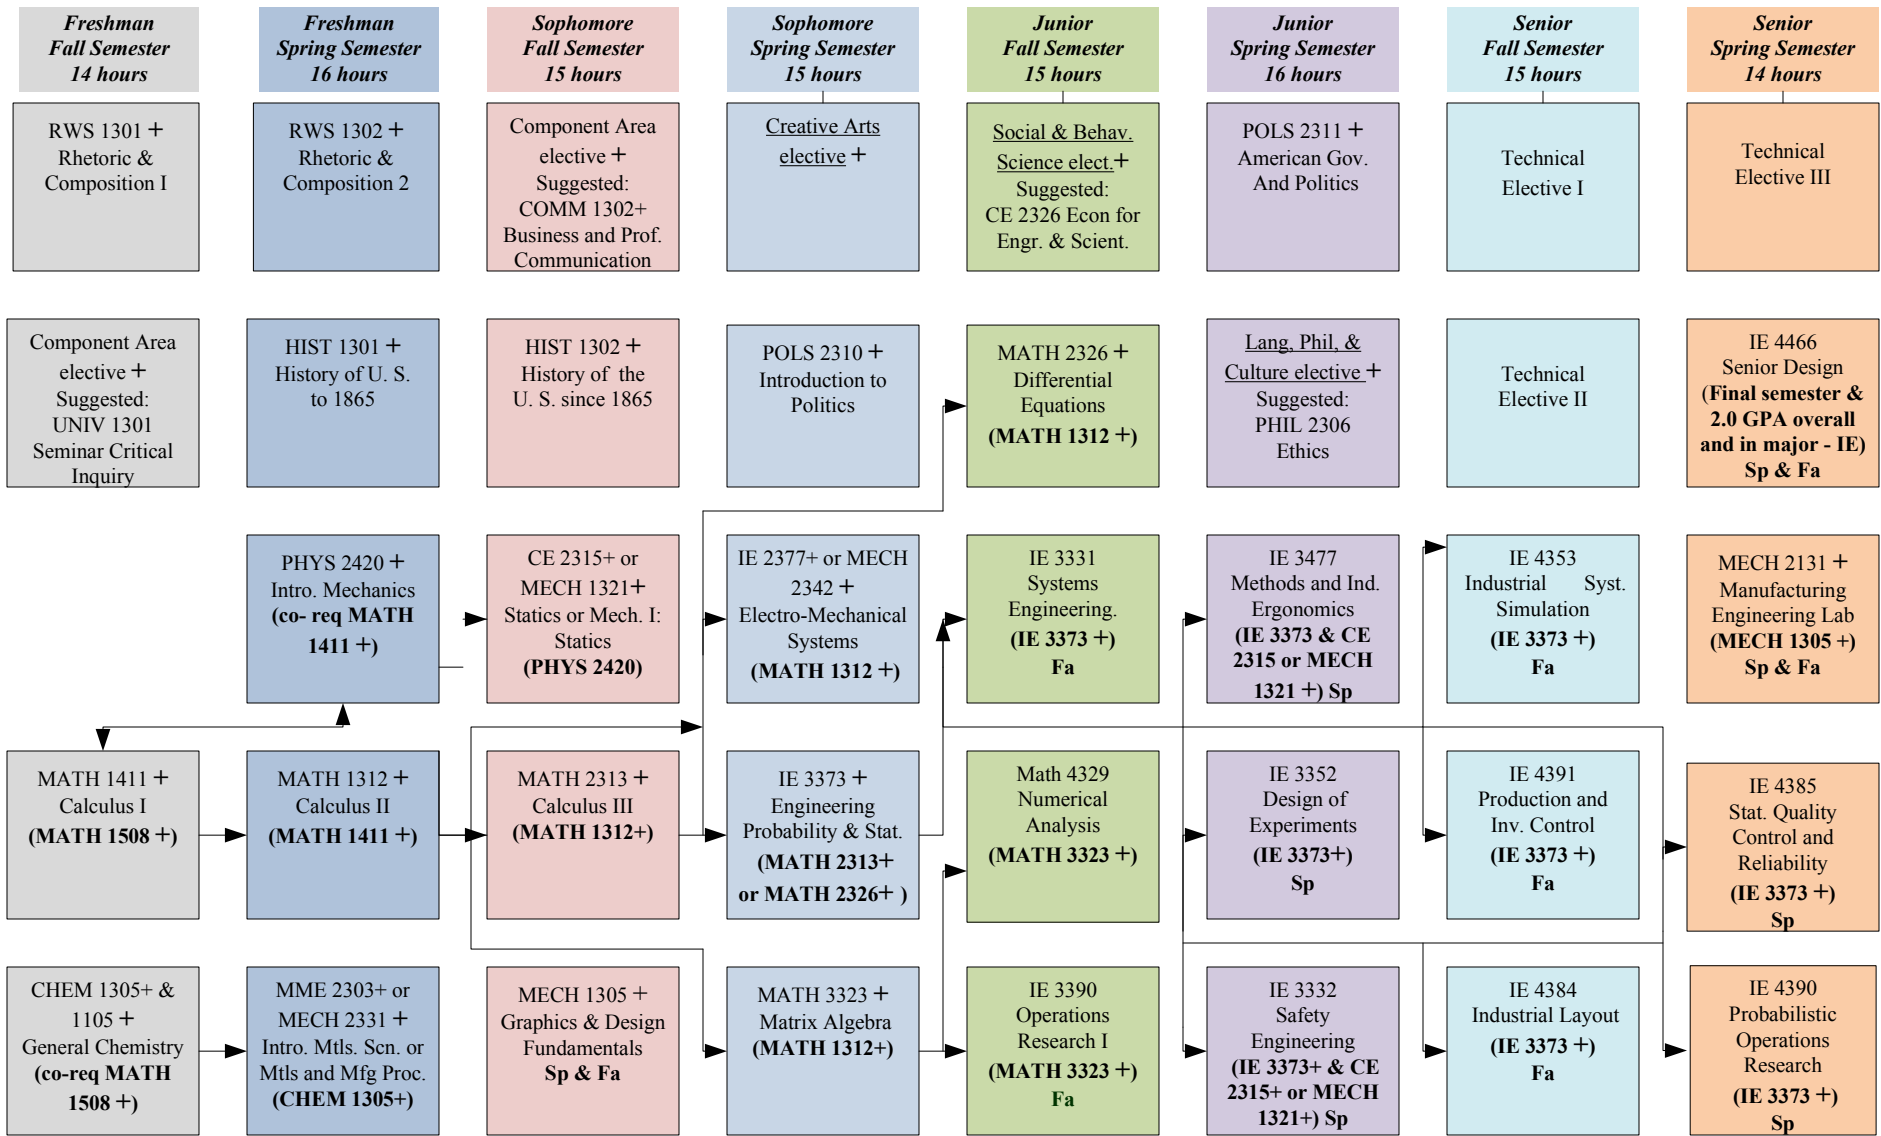 Freshman
Fall Semester
14 hours
Freshman
Spring Semester
16 hours
Sophomore
Fall Semester
15 hours
Sophomore
Spring Semester
15 hours
Junior
Fall Semester
15 hours
Junior
Spring Semester
16 hours
Senior
Fall Semester
15 hours
Senior
Spring Semester
14 hours
RWS 1301 +
Rhetoric &
Composition I
RWS 1302 +
Rhetoric &
Composition 2
Component Area
elective +
Suggested:
COMM 1302+
Business and Prof.
Communication
Creative Arts
elective +
Social & Behav.
Science elect.+
Suggested:
CE 2326 Econ for
Engr. & Scient.
POLS 2311 +
American Gov.
And Politics
Technical
Elective I
Technical
Elective III
Component Area
elective +
Suggested:
UNIV 1301
Seminar Critical
Inquiry
HIST 1301 +
History of U. S.
to 1865
HIST 1302 +
History of the
U. S. since 1865
POLS 2310 +
Introduction to
Politics
MATH 2326 +
Differential
Equations
(MATH 1312 +)
Lang, Phil, &
Culture elective +
Suggested:
PHIL 2306
Ethics
Technical
Elective II
IE 4466
Senior Design
(Final semester &
2.0 GPA overall
and in major - IE)
Sp & Fa
PHYS 2420 +
Intro. Mechanics
(co- req MATH
1411 +)
CE 2315+ or
MECH 1321+
Statics or Mech. I:
Statics
(PHYS 2420)
IE 2377+ or MECH
2342 +
Electro-Mechanical
Systems
(MATH 1312 +)
IE 3331
Systems
Engineering.
(IE 3373 +)
Fa
IE 3477
Methods and Ind.
Ergonomics
(IE 3373 & CE
2315 or MECH
1321 +) Sp
IE 4353
Industrial Syst.
Simulation
(IE 3373 +)
Fa
MECH 2131 +
Manufacturing
Engineering Lab
(MECH 1305 +)
Sp & Fa
MATH 1411 +
Calculus I
(MATH 1508 +)
MATH 1312 +
Calculus II
(MATH 1411 +)
MATH 2313 +
Calculus III
(MATH 1312+)
IE 3373 +
Engineering
Probability & Stat.
(MATH 2313+
or MATH 2326+ )
Math 4329
Numerical
Analysis
(MATH 3323 +)
IE 3352
Design of
Experiments
(IE 3373+)
Sp
IE 4391
Production and
Inv. Control
(IE 3373 +)
Fa
IE 4385
Stat. Quality
Control and
Reliability
(IE 3373 +)
Sp
CHEM 1305+ &
1105 +
General Chemistry
(co-req MATH
1508 +)
MME 2303+ or
MECH 2331 +
Intro. Mtls. Scn. or
Mtls and Mfg Proc.
(CHEM 1305+)
MECH 1305 +
Graphics & Design
Fundamentals
Sp & Fa
MATH 3323 +
Matrix Algebra
(MATH 1312+)
IE 3390
Operations
Research I
(MATH 3323 +)
Fa
IE 3332
Safety
Engineering
(IE 3373+ & CE
2315+ or MECH
1321+) Sp
IE 4384
Industrial Layout
(IE 3373 +)
Fa
IE 4390
Probabilistic
Operations
Research
(IE 3373 +)
Sp